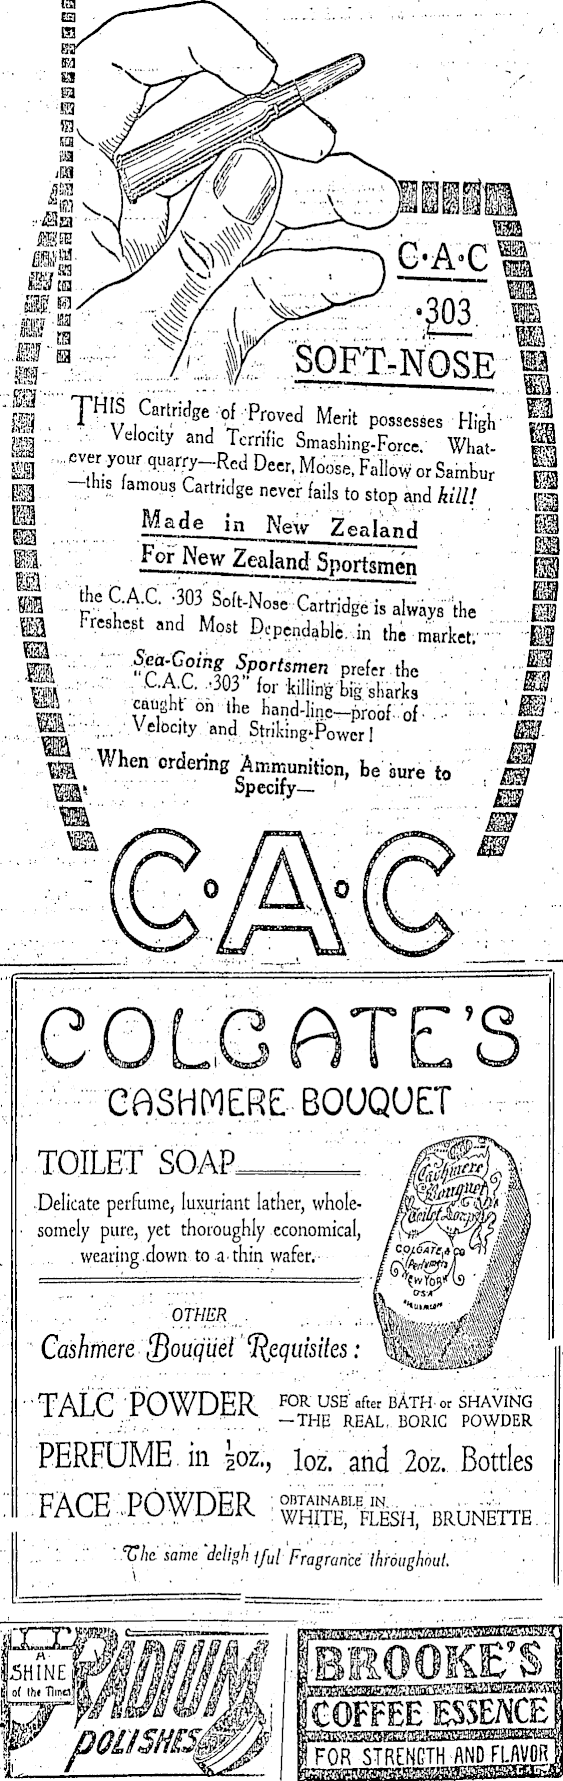 C·A·C
·303
SOFT-NOSE
THIS Cartridge of Proved Merit possesses High
Velocity and Terrific Smashing-Force. What-
ever your quarry—Red Deer, Moose, Fallow or Sambur
—this famous Cartridge never fails to stop and kill!
Made in New Zealand
For New Zealand Sportsmen
the C.A.C. ·303 Soft-Nose Cartridge is always the
Freshest and Most Dependable in the market.
Sea-Going Sportsmen prefer the
"C.A.C. ·303" for killing big sharks
caught on the hand-line—proof of
Velocity and Striking-Power!
When ordering Ammunition, be sure to
Specify—
C·A·C
COLGATE'S
CASHMERE BOUQUET
TOILET SOAP
Delicate perfume, luxuriant lather, whole-
somely pure, yet thoroughly economical,
wearing down to a thin wafer.
Cashmere
Bouquet
Toilet Soap
COLGATE & CO
Perfumers
NEW YORK
USA
OTHER
Cashmere Bouquet Requisites:
TALC POWDER FOR USE after BATH or SHAVING
—THE REAL BORIC POWDER
PERFUME in ½oz., 1oz. and 2oz. Bottles
FACE POWDER OBTAINABLE IN
WHITE, FLESH, BRUNETTE
The same delightful Fragrance throughout.
A
SHINE
of the Times
RADIUM
POLISHES
BROOKE'S
COFFEE ESSENCE
FOR STRENGTH AND FLAVOR